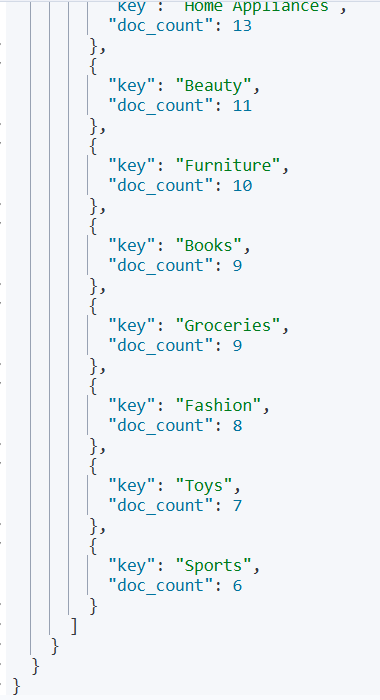 "key": "Home Appliances",
"doc_count": 13
},
{
"key": "Beauty",
"doc_count": 11
},
{
"key": "Furniture",
"doc_count": 10
},
{
"key": "Books",
"doc_count": 9
},
{
"key": "Groceries",
"doc_count": 9
},
{
"key": "Fashion",
"doc_count": 8
},
{
"key": "Toys",
"doc_count": 7
},
{
"key": "Sports",
"doc_count": 6
}
]
}
}
}